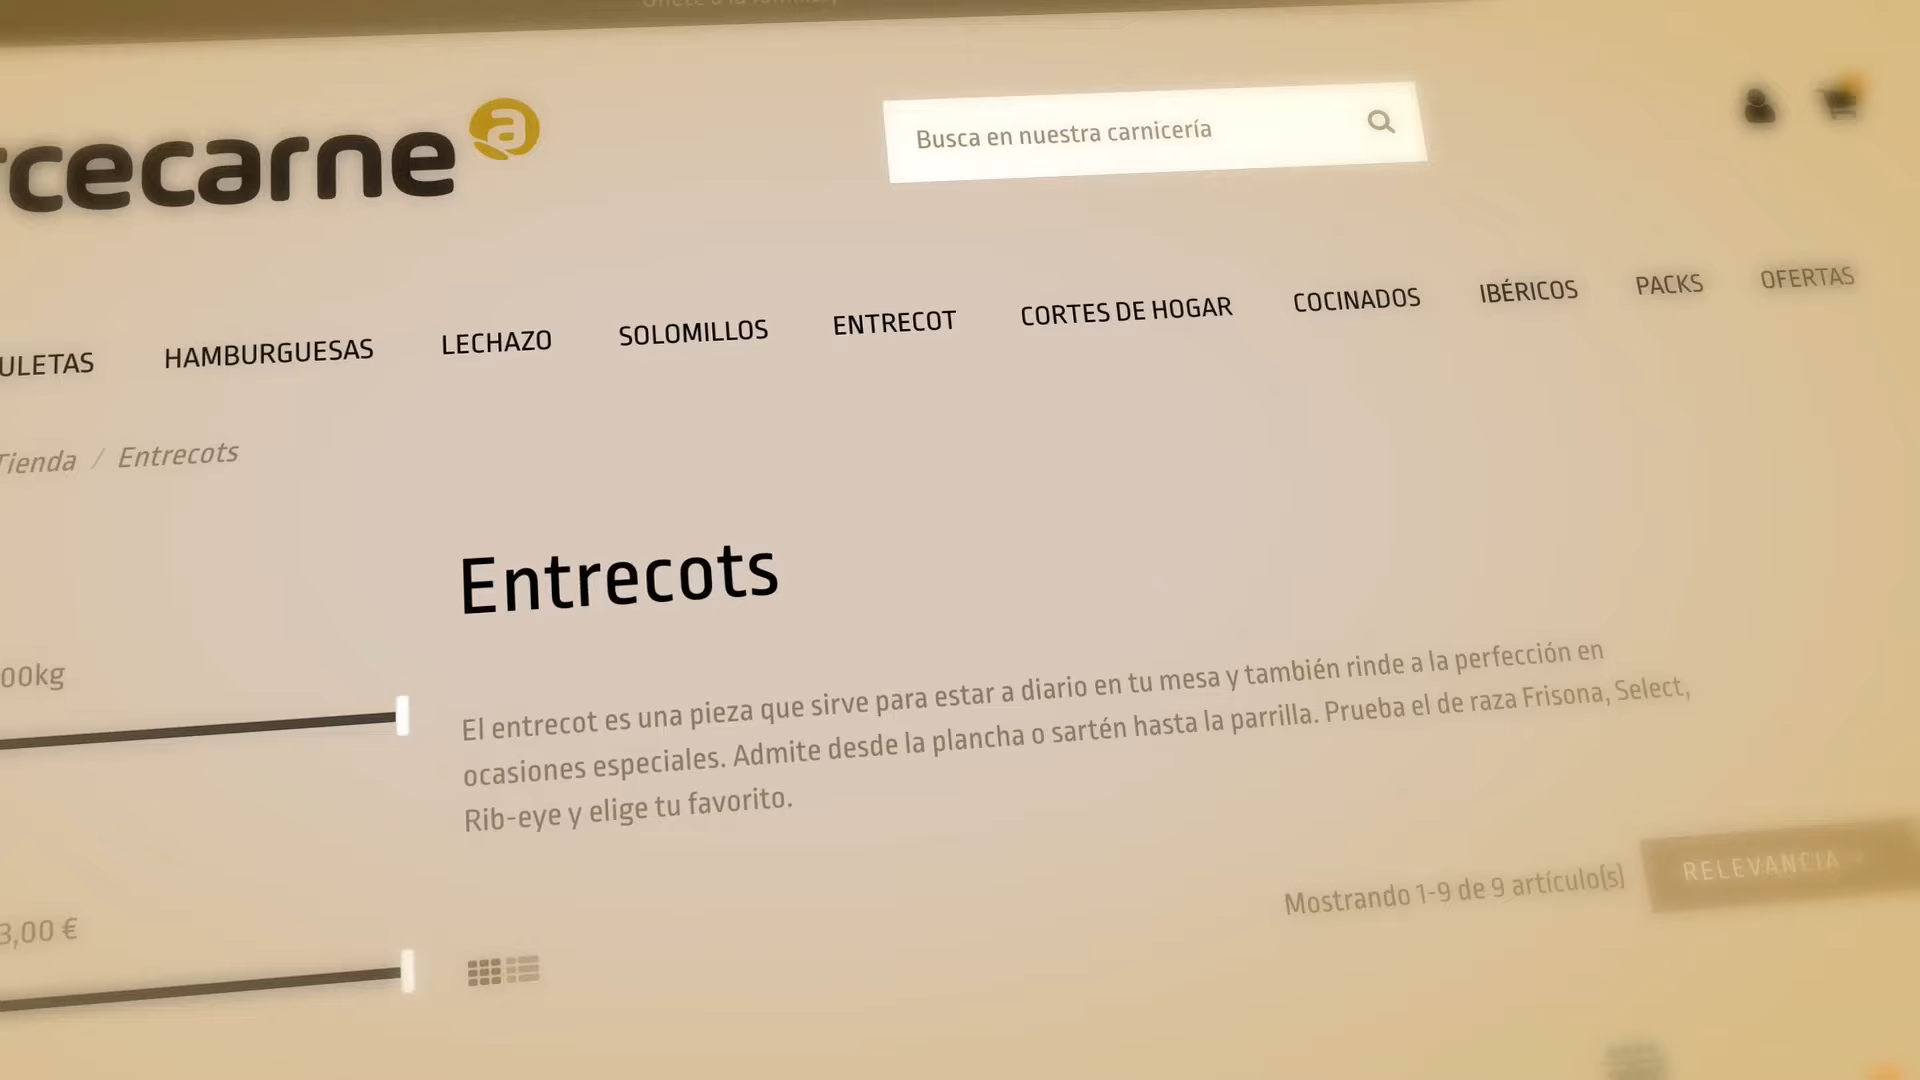 rcecarne
Busca en nuestra carnicería
ULETAS HAMBURGUESAS LECHAZO SOLOMILLOS ENTRECOT CORTES DE HOGAR COCINADOS IBÉRICOS PACKS OFERTAS
Tienda / Entrecots
Entrecots
00kg
El entrecot es una pieza que sirve para estar a diario en tu mesa y también rinde a la perfección en
ocasiones especiales. Admite desde la plancha o sartén hasta la parrilla. Prueba el de raza Frisona, Select,
Rib-eye y elige tu favorito.
Mostrando 1-9 de 9 artículo(s)
RELEVANCIA
3,00 €